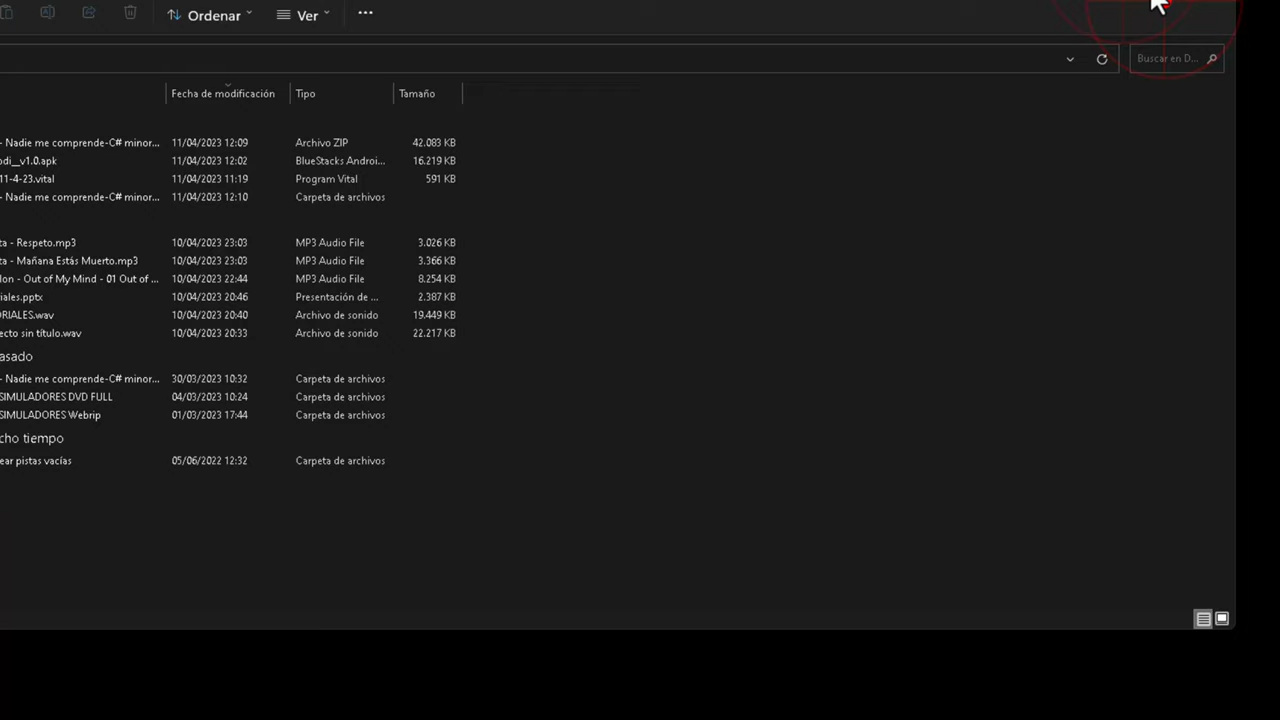 Ordenar Ver ...
Buscar en D...
Fecha de modificación Tipo Tamaño
- Nadie me comprende-C# minor... 11/04/2023 12:09 Archivo ZIP 42.083 KB
odi__v1.0.apk 11/04/2023 12:02 BlueStacks Androi... 16.219 KB
11-4-23.vital 11/04/2023 11:19 Program Vital 591 KB
- Nadie me comprende-C# minor... 11/04/2023 12:10 Carpeta de archivos
ta - Respeto.mp3 10/04/2023 23:03 MP3 Audio File 3.026 KB
ta - Mañana Estás Muerto.mp3 10/04/2023 23:03 MP3 Audio File 3.366 KB
lon - Out of My Mind - 01 Out of ... 10/04/2023 22:44 MP3 Audio File 8.254 KB
iales.pptx 10/04/2023 20:46 Presentación de ... 2.387 KB
ORIALES.wav 10/04/2023 20:40 Archivo de sonido 19.449 KB
ecto sin título.wav 10/04/2023 20:33 Archivo de sonido 22.217 KB
asado
- Nadie me comprende-C# minor... 30/03/2023 10:32 Carpeta de archivos
SIMULADORES DVD FULL 04/03/2023 10:24 Carpeta de archivos
SIMULADORES Webrip 01/03/2023 17:44 Carpeta de archivos
cho tiempo
ear pistas vacías 05/06/2022 12:32 Carpeta de archivos